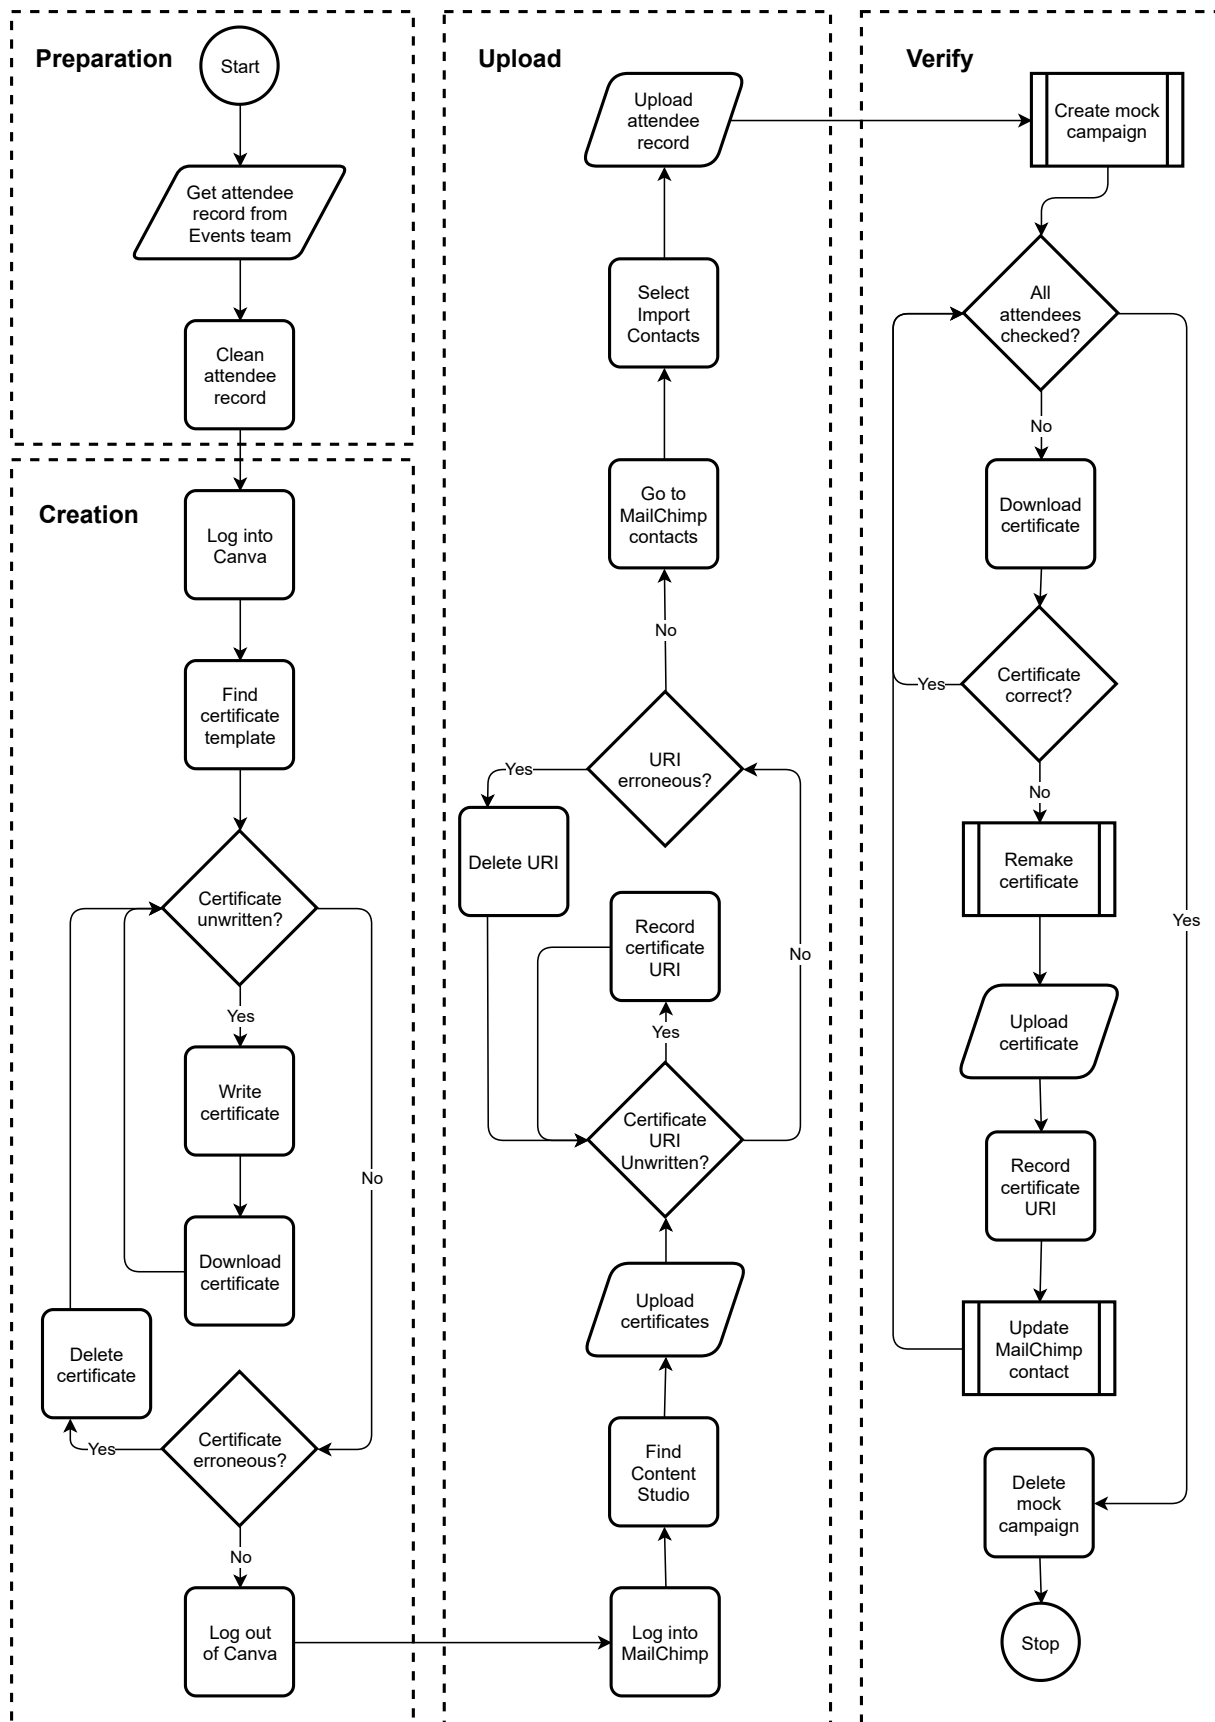 Preparation
Start
Get attendee
record from
Events team
Clean
attendee
record
Creation
Log into
Canva
Find
certificate
template
Certificate
unwritten?
Yes
Write
certificate
No
Download
certificate
Delete
certificate
Certificate
erroneous?
Yes
No
Log out
of Canva
Upload
Upload
attendee
record
Select
Import
Contacts
Go to
MailChimp
contacts
No
URI
erroneous?
Yes
Delete URI
Record
certificate
URI
No
Yes
Certificate
URI
Unwritten?
Upload
certificates
Find
Content
Studio
Log into
MailChimp
Verify
Create mock
campaign
All
attendees
checked?
No
Download
certificate
Certificate
correct?
Yes
No
Remake
certificate
Yes
Upload
certificate
Record
certificate
URI
Update
MailChimp
contact
Delete
mock
campaign
Stop